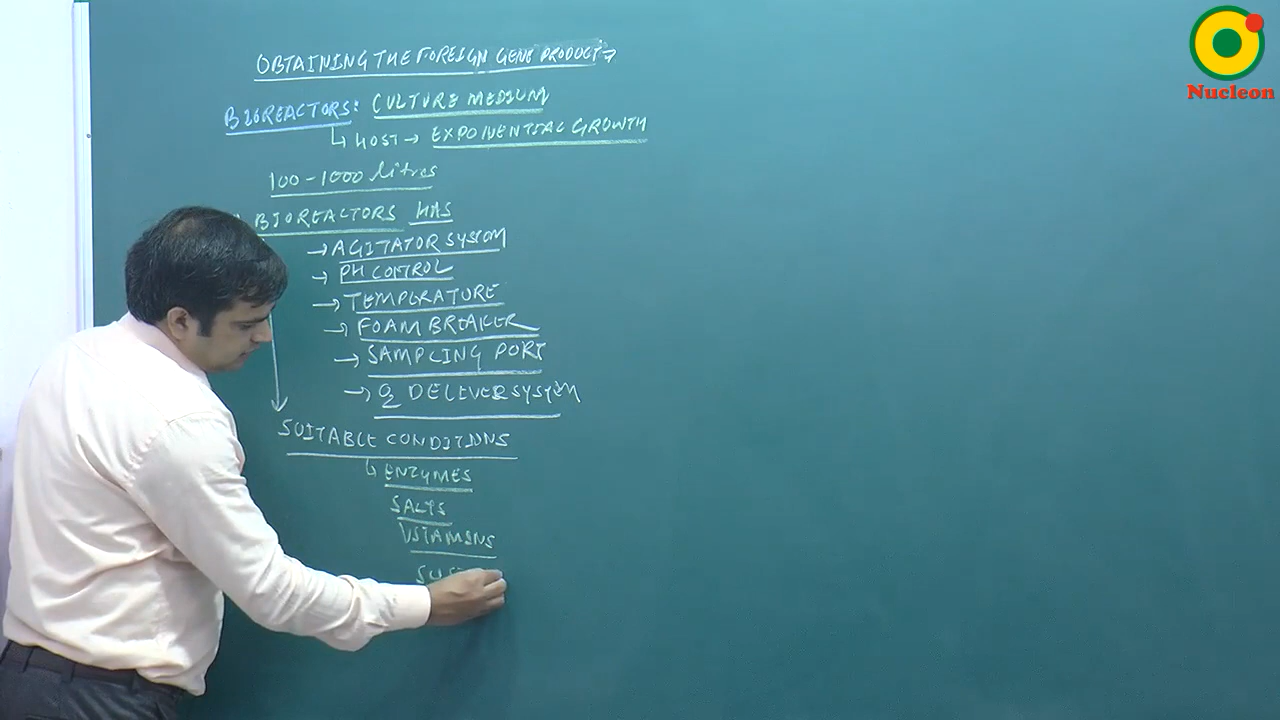 OBTAINING THE FOREIGN GENE PRODUCT →
BIOREACTORS: CULTURE MEDIUM
↳ HOST → EXPONENTIAL GROWTH
100-1000 litres
BIOREACTORS HAS
→ AGITATOR SYSTEM
→ PH CONTROL
→ TEMPERATURE
→ FOAM BREAKER
→ SAMPLING PORT
→ O2 DELIVER SYSTEM
SUITABLE CONDITIONS
↳ ENZYMES
SALTS
VITAMINS
Nucleon